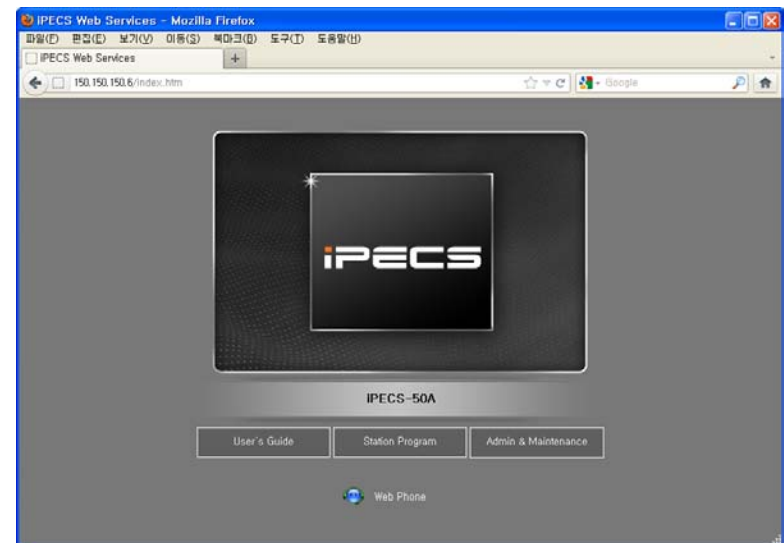 iPECS Web Services - Mozilla Firefox
파일(F) 편집(E) 보기(V) 이동(S) 북마크(B) 도구(T) 도움말(H)
iPECS Web Services +
150.150.150.6/index.htm Google
iPECS
iPECS-50A
User's Guide Station Program Admin & Maintenance
Web Phone